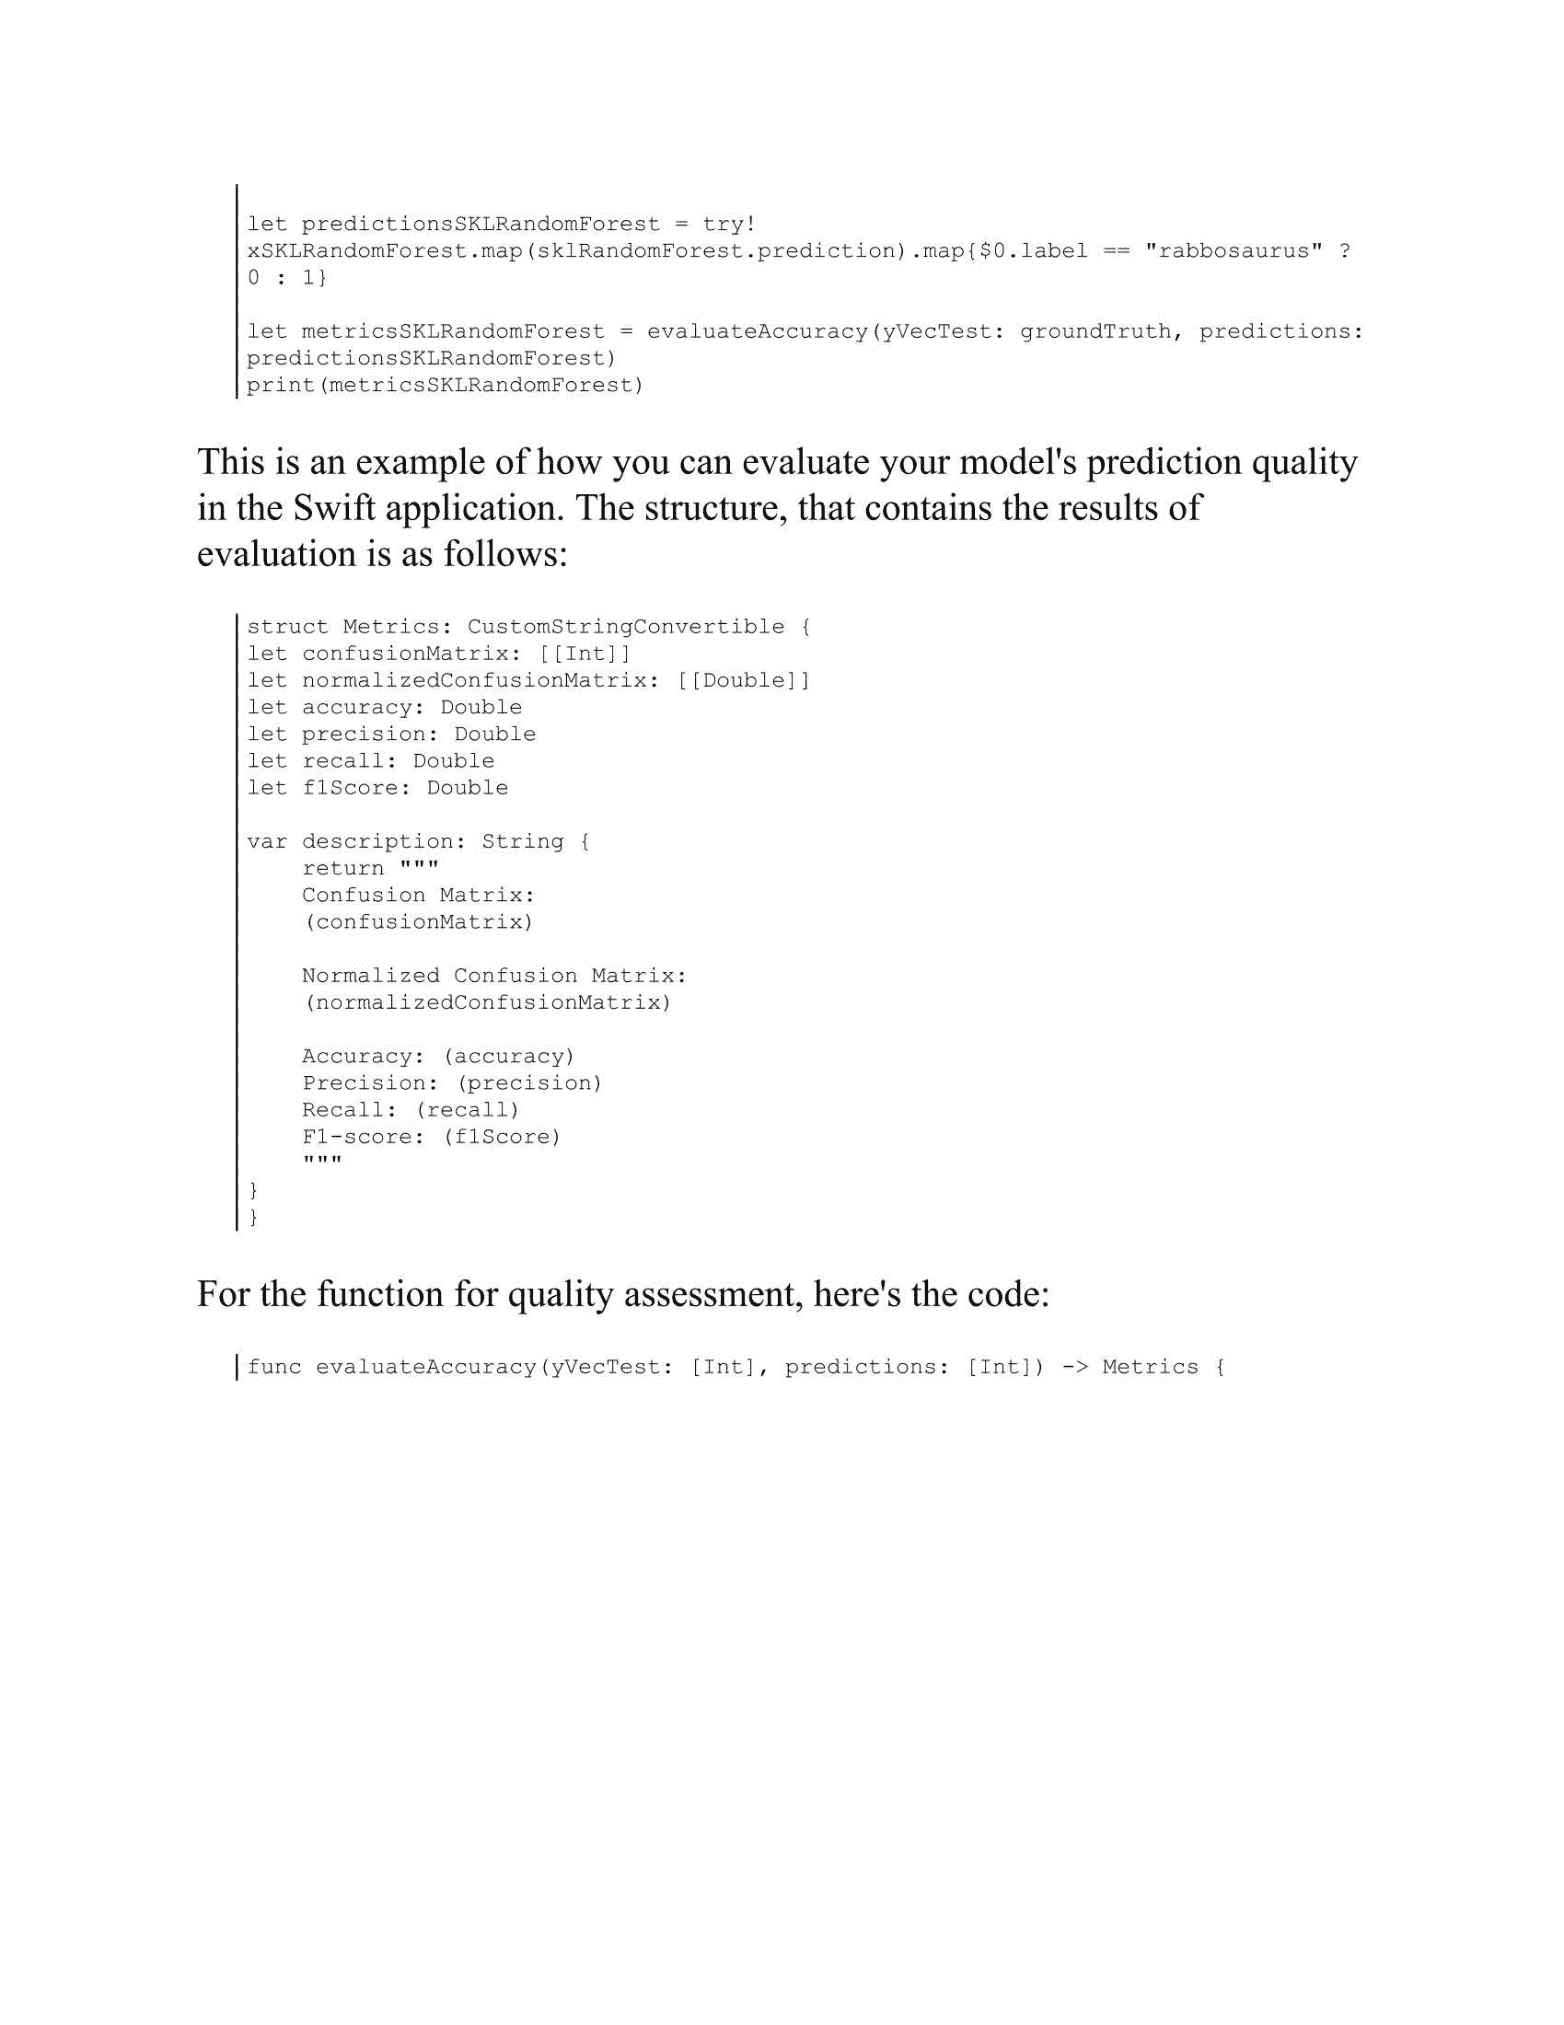 let predictionsSKLRandomForest = try!
xSKLRandomForest.map(sklRandomForest.prediction).map{$0.label == "rabbosaurus" ?
0 : 1}

let metricsSKLRandomForest = evaluateAccuracy(yVecTest: groundTruth, predictions:
predictionsSKLRandomForest)
print(metricsSKLRandomForest)

This is an example of how you can evaluate your model's prediction quality
in the Swift application. The structure, that contains the results of
evaluation is as follows:

struct Metrics: CustomStringConvertible {
let confusionMatrix: [[Int]]
let normalizedConfusionMatrix: [[Double]]
let accuracy: Double
let precision: Double
let recall: Double
let f1Score: Double

var description: String {
    return """
    Confusion Matrix:
    (confusionMatrix)

    Normalized Confusion Matrix:
    (normalizedConfusionMatrix)

    Accuracy: (accuracy)
    Precision: (precision)
    Recall: (recall)
    F1-score: (f1Score)
    """
}
}

For the function for quality assessment, here's the code:

func evaluateAccuracy(yVecTest: [Int], predictions: [Int]) -> Metrics {